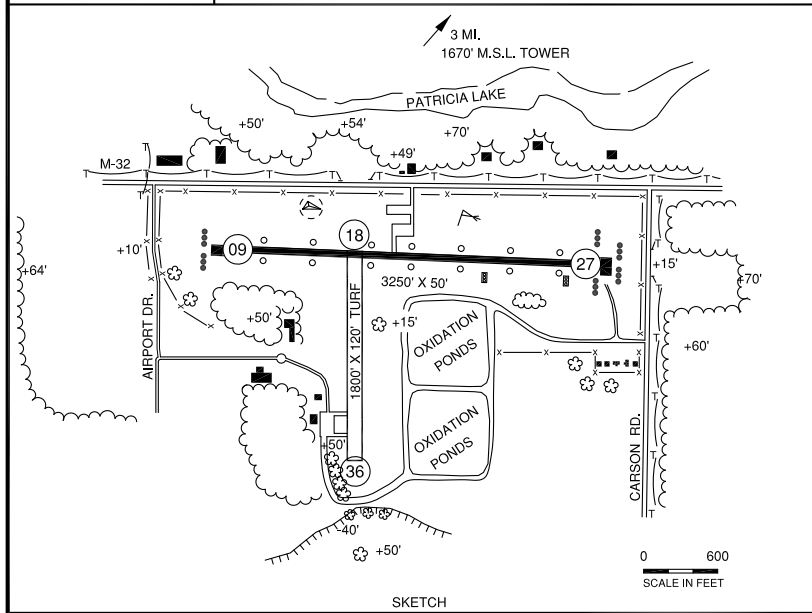 3 MI.
1670' M.S.L. TOWER
PATRICIA LAKE
+50'
+54'
+70'
+49'
M-32
T
T
T
T
T
T
T
T
T
T
T
T
18
+10'
09
27
+15'
+64'
+70'
3250' X 50'
+50'
+15'
+60'
AIRPORT DR.
1800' X 120' TURF
OXIDATION
PONDS
OXIDATION
PONDS
CARSON RD.
+50'
36
-40'
+50'
0 600
SCALE IN FEET
SKETCH